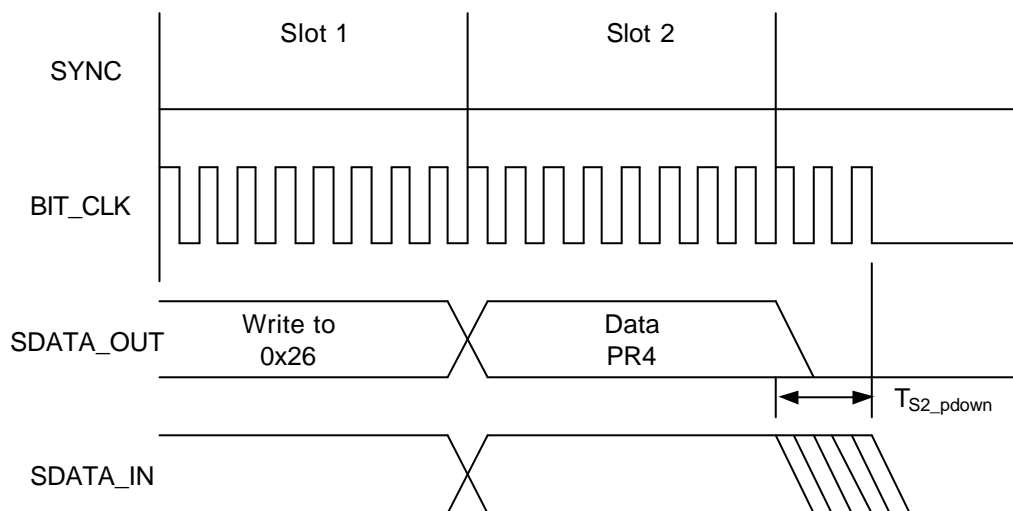 Slot 1
Slot 2
SYNC
BIT_CLK
SDATA_OUT
Write to
0x26
Data
PR4
TS2_pdown
SDATA_IN